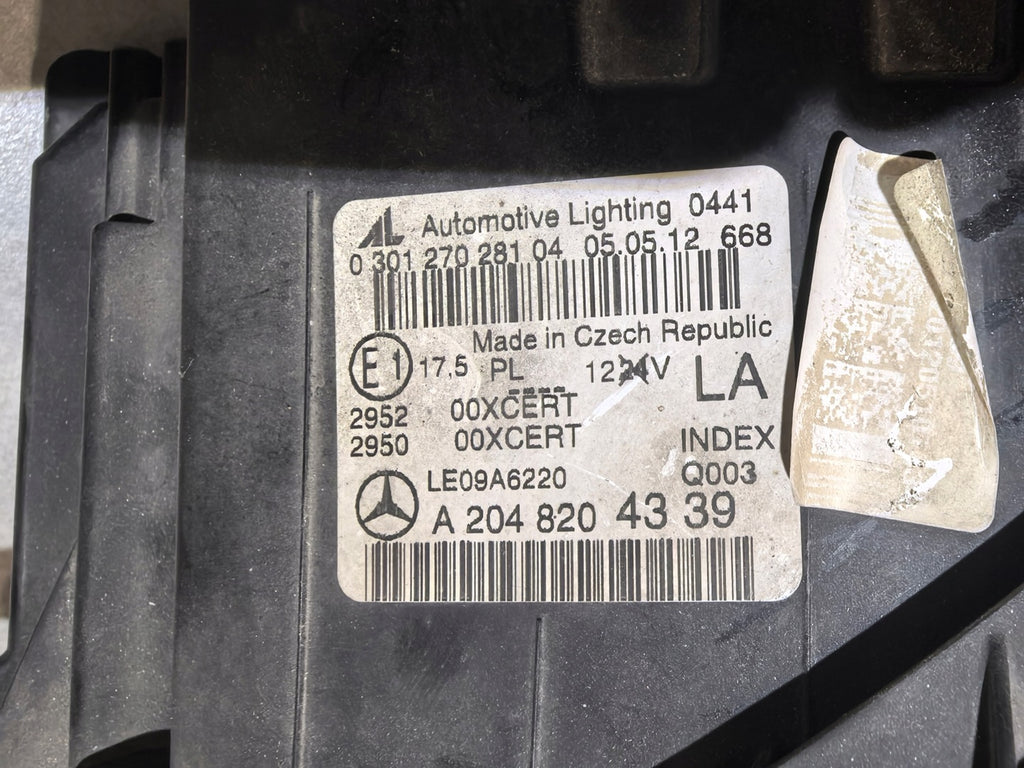 AL Automotive Lighting 0441
0 301 270 281 04 05.05.12 668
Made in Czech Republic
E1 17,5 PL 1224V LA
2952 00XCERT
2950 00XCERT INDEX
LE09A6220 Q003
A 204 820 43 39